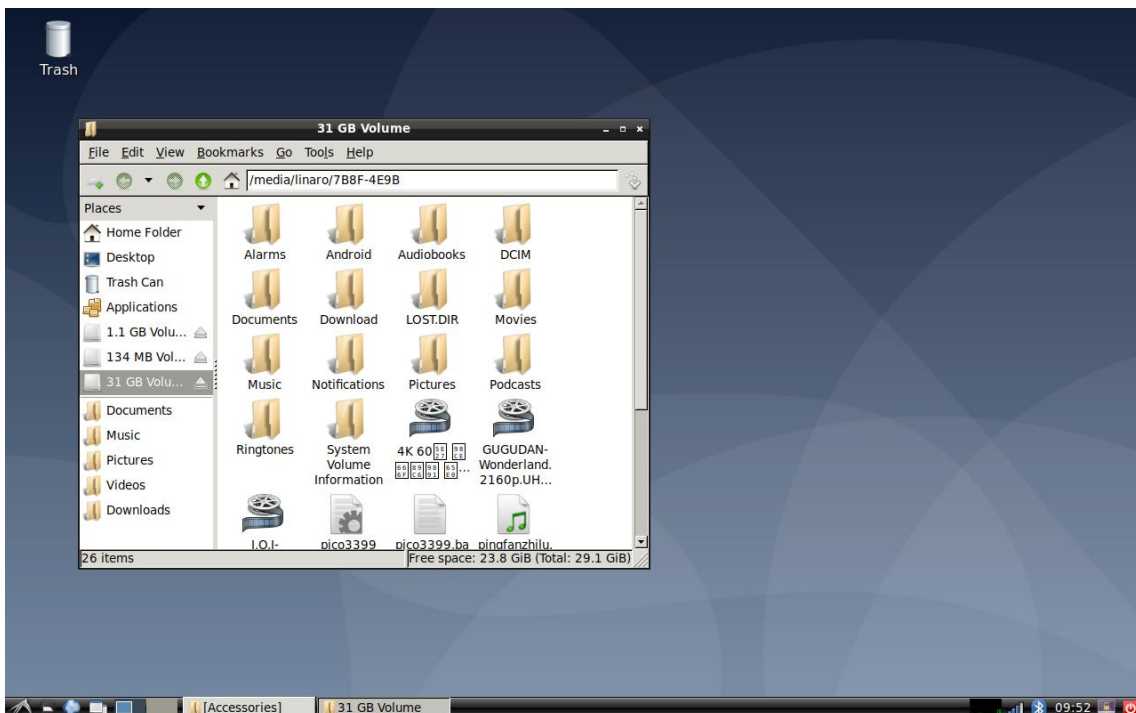 Trash
31 GB Volume
File Edit View Bookmarks Go Tools Help
/media/linaro/7B8F-4E9B
Places
Home Folder
Desktop
Trash Can
Applications
1.1 GB Volu...
134 MB Vol...
31 GB Volu...
Documents
Music
Pictures
Videos
Downloads
Alarms Android Audiobooks DCIM
Documents Download LOST.DIR Movies
Music Notifications Pictures Podcasts
Ringtones
System
Volume
Information
4K 60
...
GUGUDAN-
Wonderland.
2160p.UH...
I.O.I-
pico3399
pico3399.ba
pingfanzhilu.
26 items
Free space: 23.8 GiB (Total: 29.1 GiB)
[Accessories]
31 GB Volume
09:52